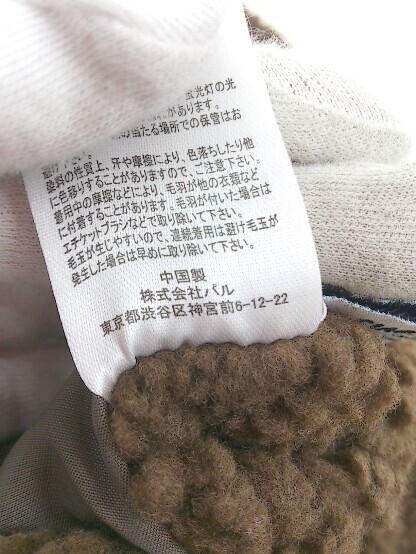 蛍光灯の光
があります。
の当たる場所での保管はお
避け下さい。
染料の性質上、汗や摩擦により、色落ちしたり他
に色移りすることがありますので、ご注意下さい。
着用中の摩擦などにより、毛羽が他の衣類など
に付着することがあります。毛羽が付いた場合は
エチケットブラシなどで取り除いて下さい。
毛玉が生じやすいので、連続着用は避け毛玉が
発生した場合は早めに取り除いて下さい。
中国製
株式会社パル
東京都渋谷区神宮前6-12-22